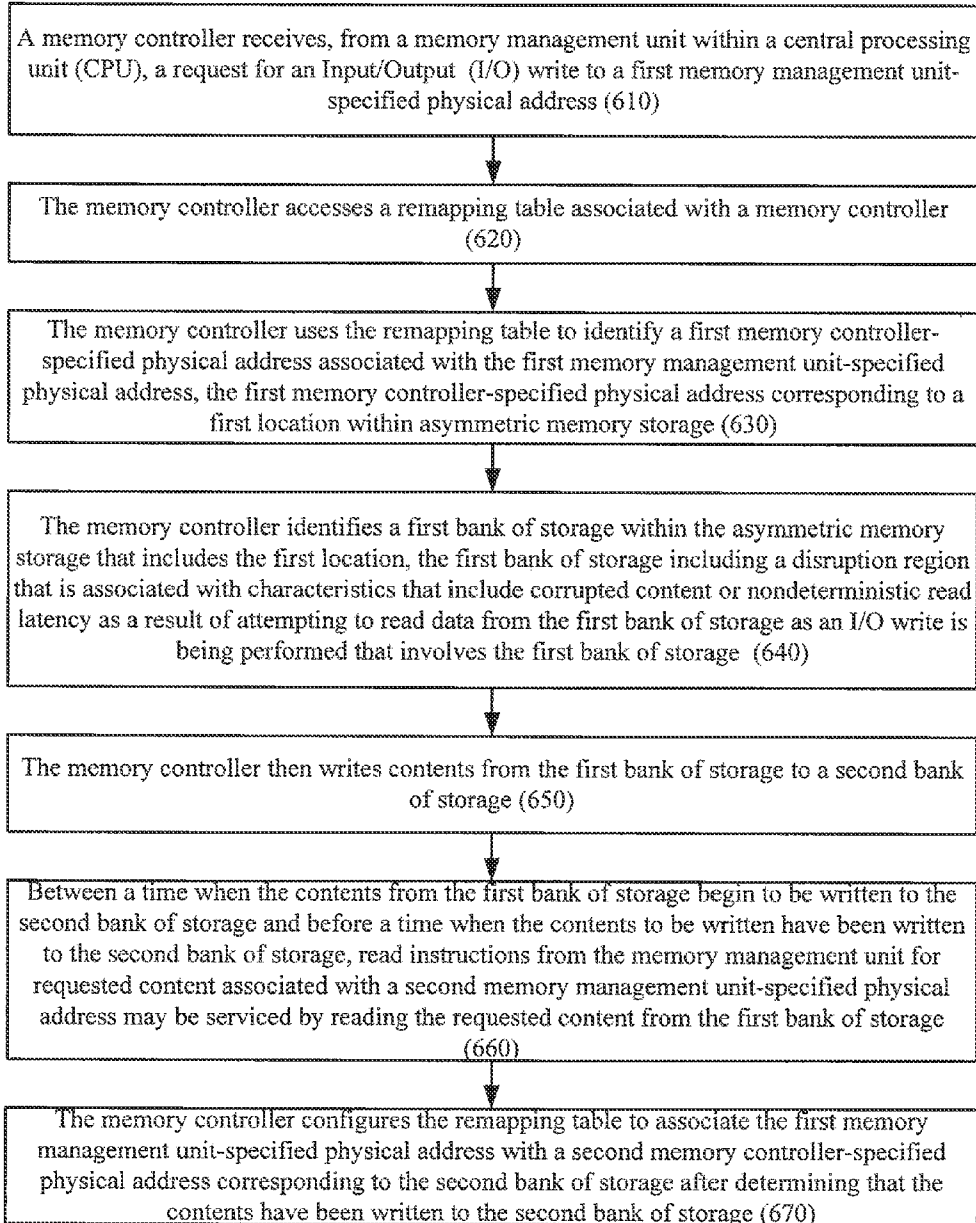 A memory controller receives, from a memory management unit within a central processing
unit (CPU), a request for an Input/Output (I/O) write to a first memory management unit-
specified physical address (610)
The memory controller accesses a remapping table associated with a memory controller
(620)
The memory controller uses the remapping table to identify a first memory controller-
specified physical address associated with the first memory management unit-specified
physical address, the first memory controller-specified physical address corresponding to a
first location within asymmetric memory storage (630)
The memory controller identifies a first bank of storage within the asymmetric memory
storage that includes the first location, the first bank of storage including a disruption region
that is associated with characteristics that include corrupted content or nondeterministic read
latency as a result of attempting to read data from the first bank of storage as an I/O write is
being performed that involves the first bank of storage (640)
The memory controller then writes contents from the first bank of storage to a second bank
of storage (650)
Between a time when the contents from the first bank of storage begin to be written to the
second bank of storage and before a time when the contents to be written have been written
to the second bank of storage, read instructions from the memory management unit for
requested content associated with a second memory management unit-specified physical
address may be serviced by reading the requested content from the first bank of storage
(660)
The memory controller configures the remapping table to associate the first memory
management unit-specified physical address with a second memory controller-specified
physical address corresponding to the second bank of storage after determining that the
contents have been written to the second bank of storage (670)